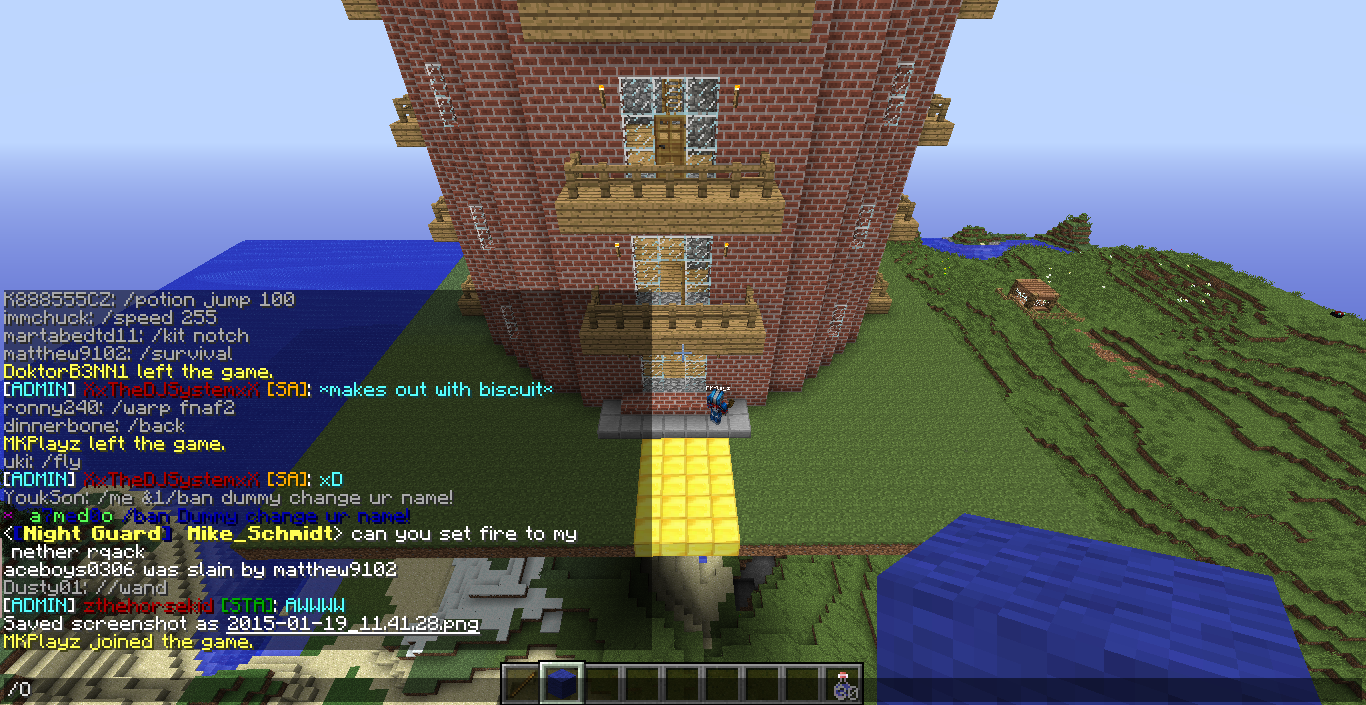 K888555CZ: /potion jump 100
immchuck: /speed 255
martabedtd11: /kit notch
matthew9102: /survival
DoktorB3NN1 left the game.
[ADMIN] XxTheDJSystemxX [SA]: *makes out with biscuit*
ronny240: /warp fnaf2
dinnerbone: /back
MKPlayz left the game.
uki: /fly
[ADMIN] XxTheDJSystemxX [SA]: xD
YoukSon: /me &1/ban dummy change ur name!
/ban Dummy change ur name!
<[Night Guard] Mike_Schmidt> can you set fire to my
nether rqack
aceboys0306 was slain by matthew9102
Dusty01: //wand
[ADMIN] zthehorsekid [STA]: AWWWW
Saved screenshot as 2015-01-19_11.41.28.png
MKPlayz joined the game.
/O